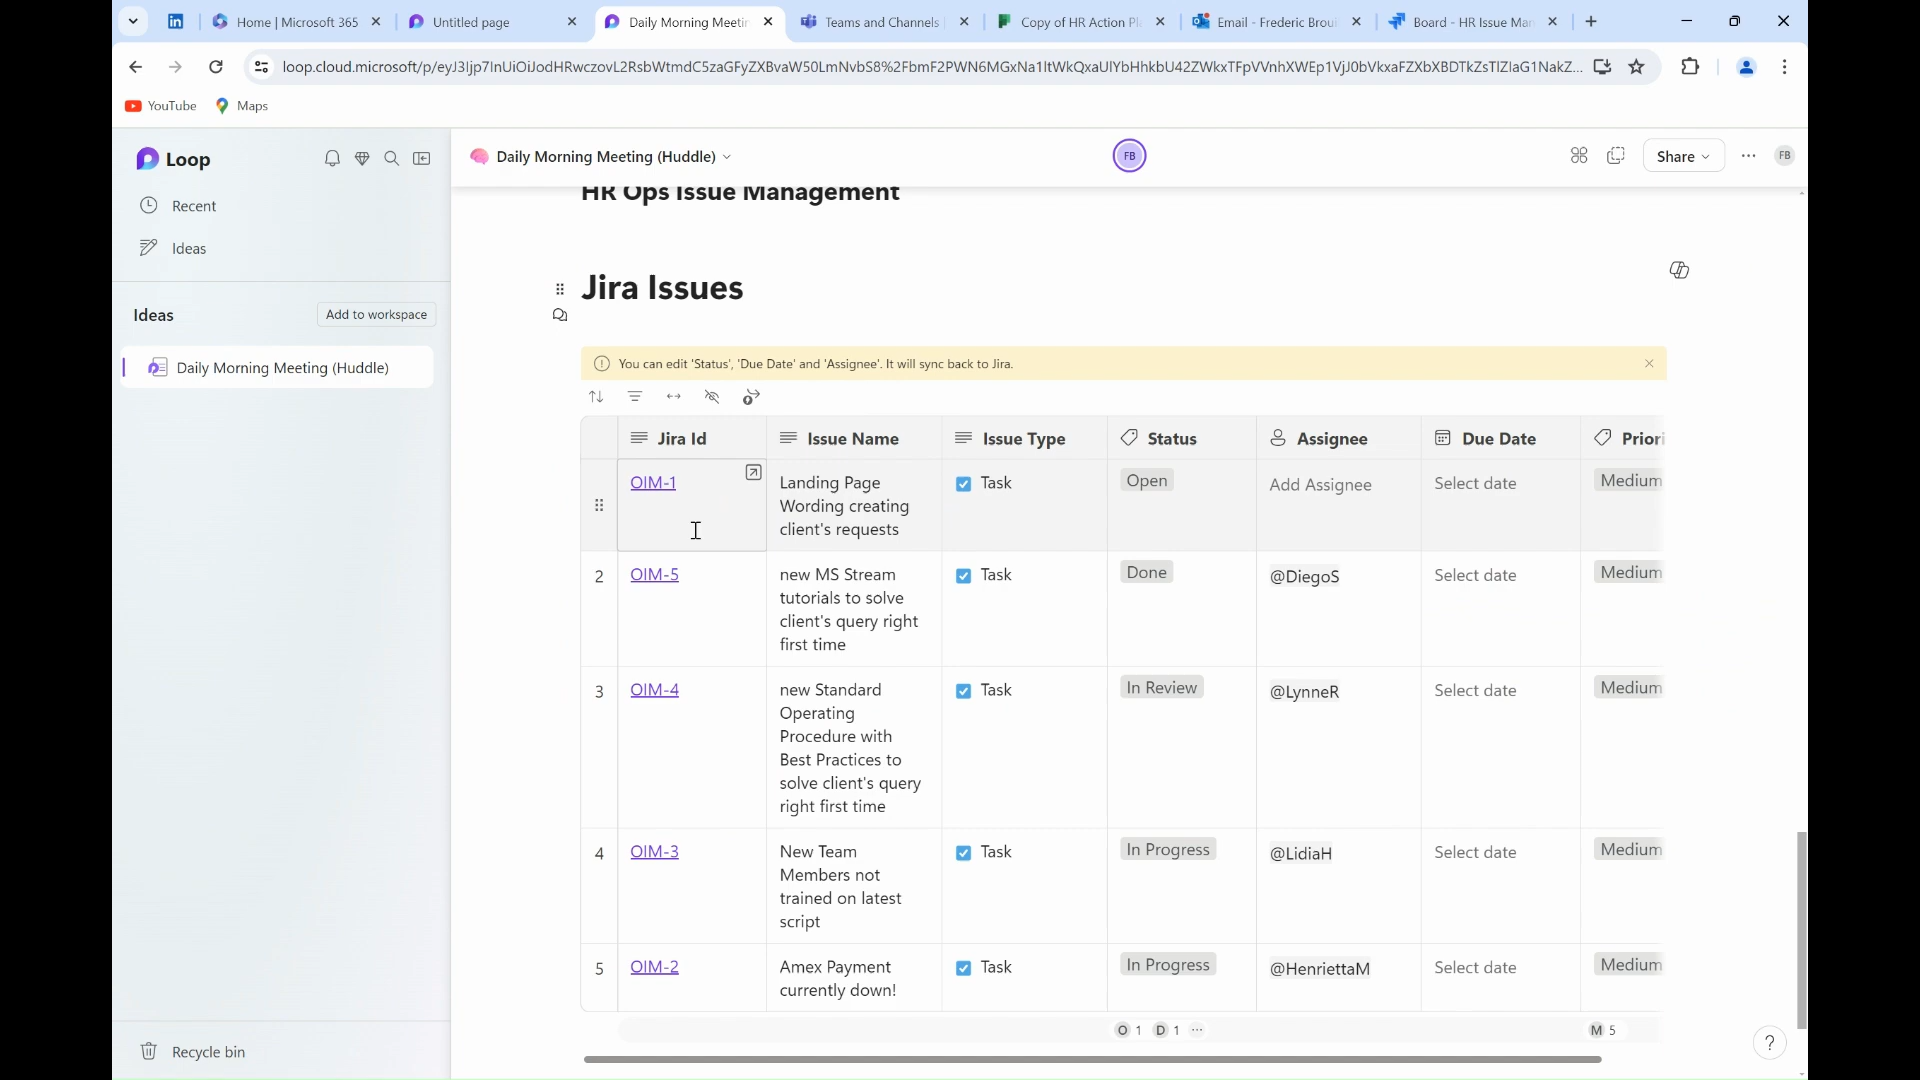 Home | Microsoft 365
Untitled page
Daily Morning Meetin
Teams and Channels
Copy of HR Action Pl
Email - Frederic Broui
Board - HR Issue Man
YouTube
Maps
Loop
Recent
Ideas
Ideas
Add to workspace
Daily Morning Meeting (Huddle)
Recycle bin
Daily Morning Meeting (Huddle)
FB
Share
FB
HR Ops Issue Management
Jira Issues
You can edit 'Status', 'Due Date' and 'Assignee'. It will sync back to Jira.
Jira Id Issue Name Issue Type Status Assignee Due Date Priori
OIM-1 Landing Page Task Open Add Assignee Select date Medium
Wording creating
client's requests
2 OIM-5 new MS Stream Task Done @DiegoS Select date Medium
tutorials to solve
client's query right
first time
3 OIM-4 new Standard Task In Review @LynneR Select date Medium
Operating
Procedure with
Best Practices to
solve client's query
right first time
4 OIM-3 New Team Task In Progress @LidiaH Select date Medium
Members not
trained on latest
script
5 OIM-2 Amex Payment Task In Progress @HenriettaM Select date Medium
currently down!
O 1 D 1 ··· M 5
?